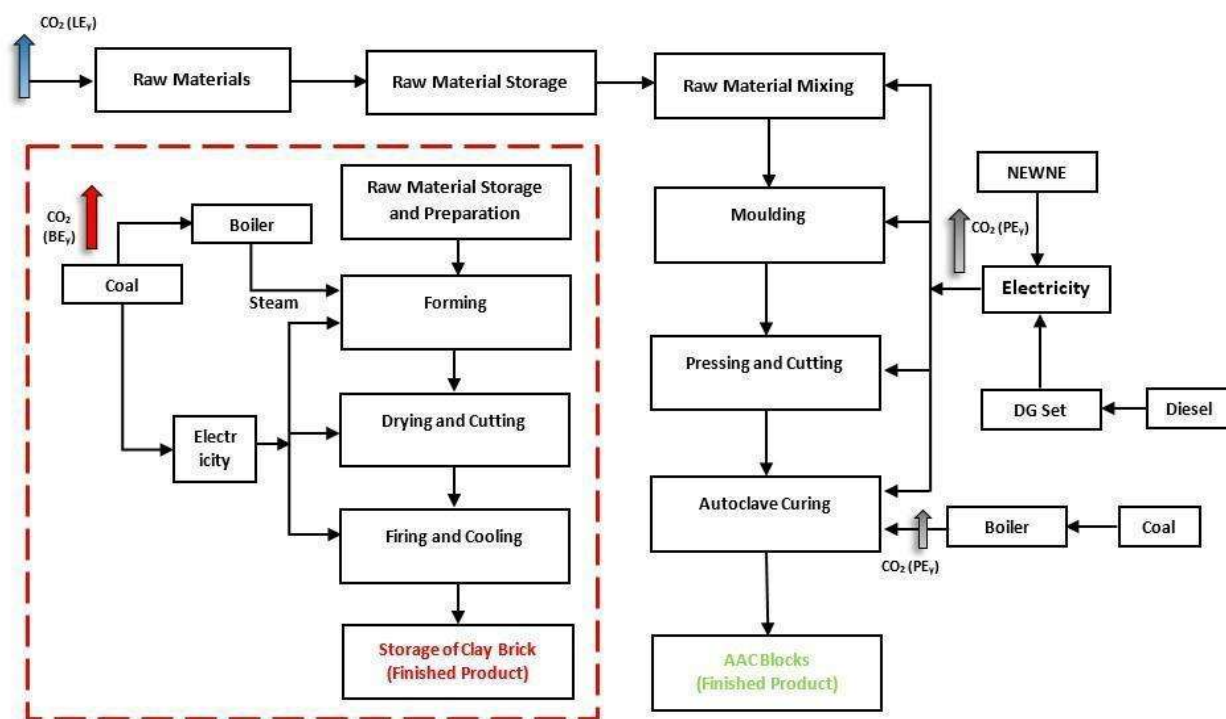 CO₂ (LEᵧ)
Raw Materials
Raw Material Storage
Raw Material Mixing
Raw Material Storage
and Preparation
CO₂
(BEᵧ)
Boiler
Coal
Steam
Forming
Electr
icity
Drying and Cutting
Firing and Cooling
Storage of Clay Brick
(Finished Product)
Moulding
Pressing and Cutting
Autoclave Curing
AAC Blocks
(Finished Product)
NEWNE
CO₂ (PEᵧ)
Electricity
DG Set
Diesel
Boiler
Coal
CO₂ (PEᵧ)